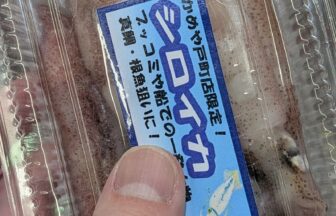 かめや戸町店限定！
シロイカ
ブッコミや船での一
真鯛・根魚狙いに！